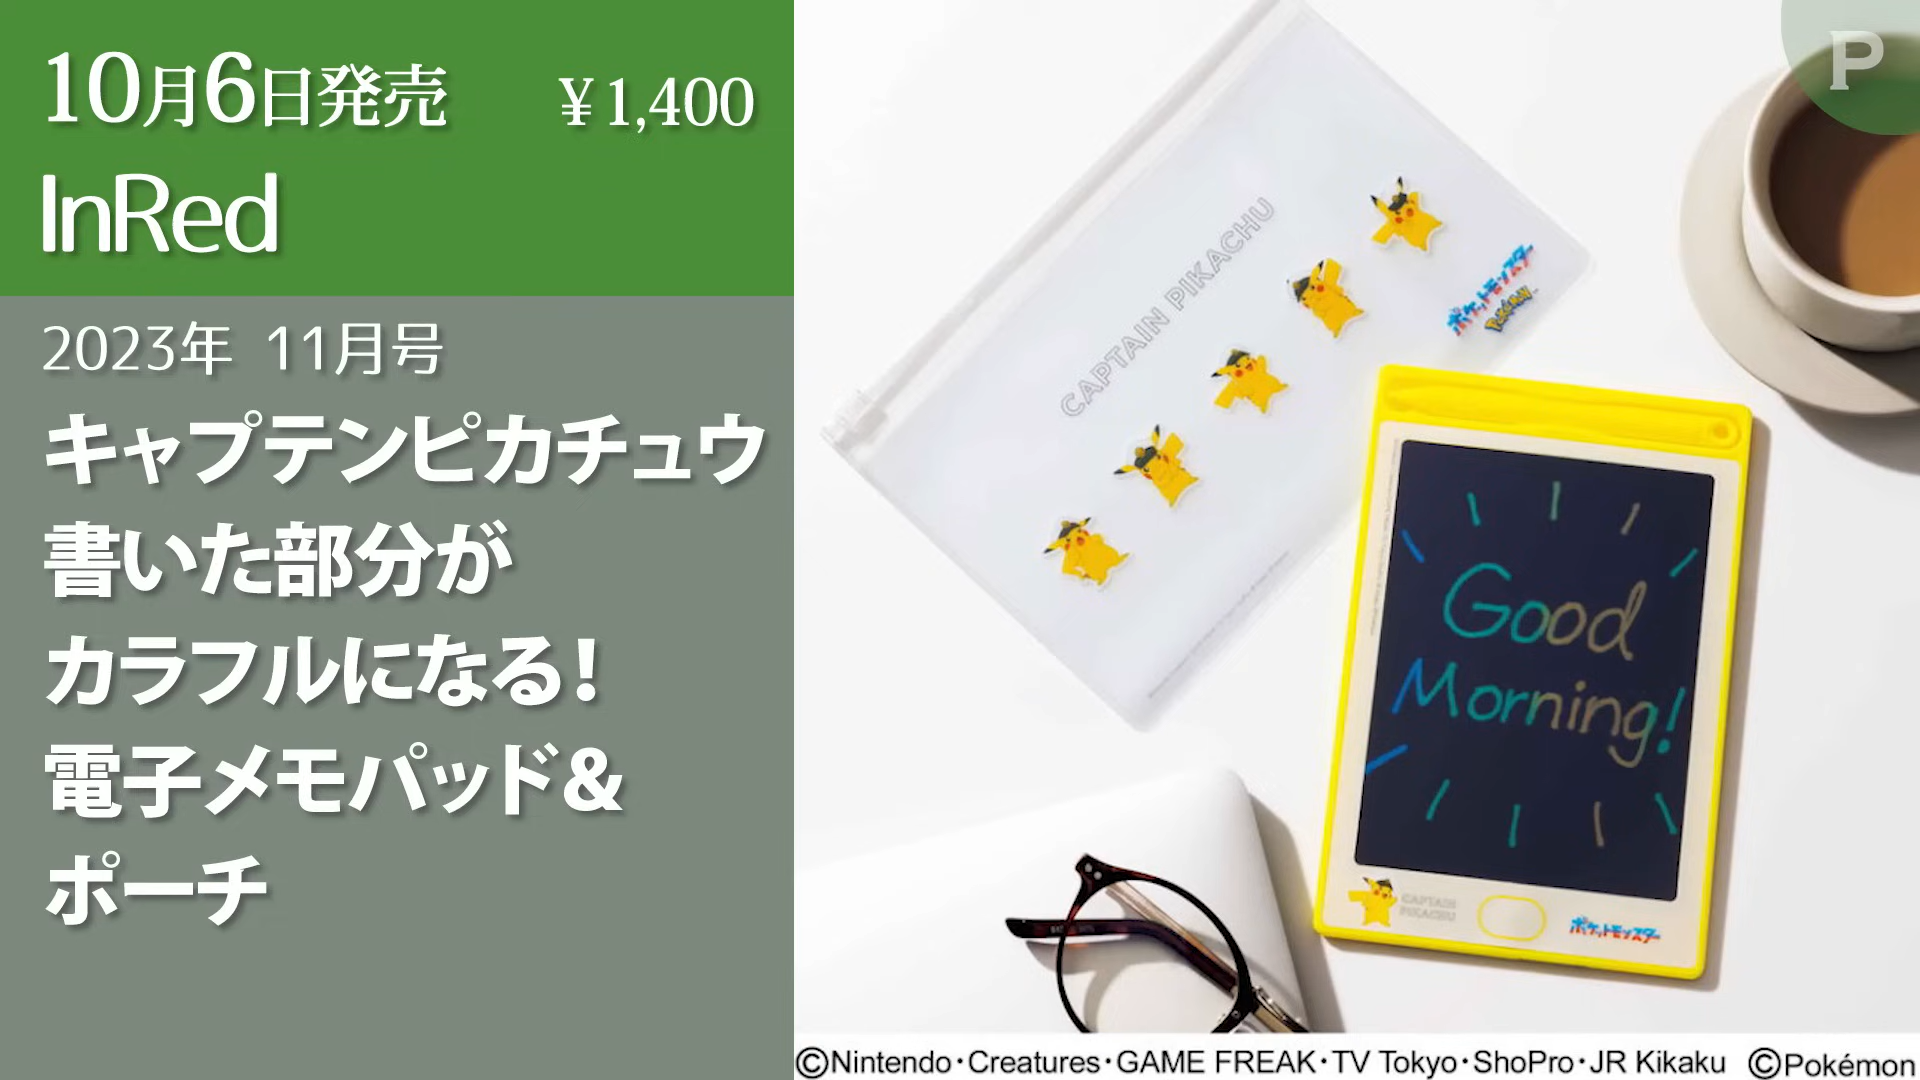 10月6日発売 ¥1,400
InRed
2023年 11月号
キャプテンピカチュウ
書いた部分が
カラフルになる!
電子メモパッド&
ポーチ
P
CAPTAIN PIKACHU
ポケットモンスター
POKéMON
Good
Morning!
CAPTAIN
PIKACHU
ポケットモンスター
©Nintendo・Creatures・GAME FREAK・TV Tokyo・ShoPro・JR Kikaku ©Pokémon